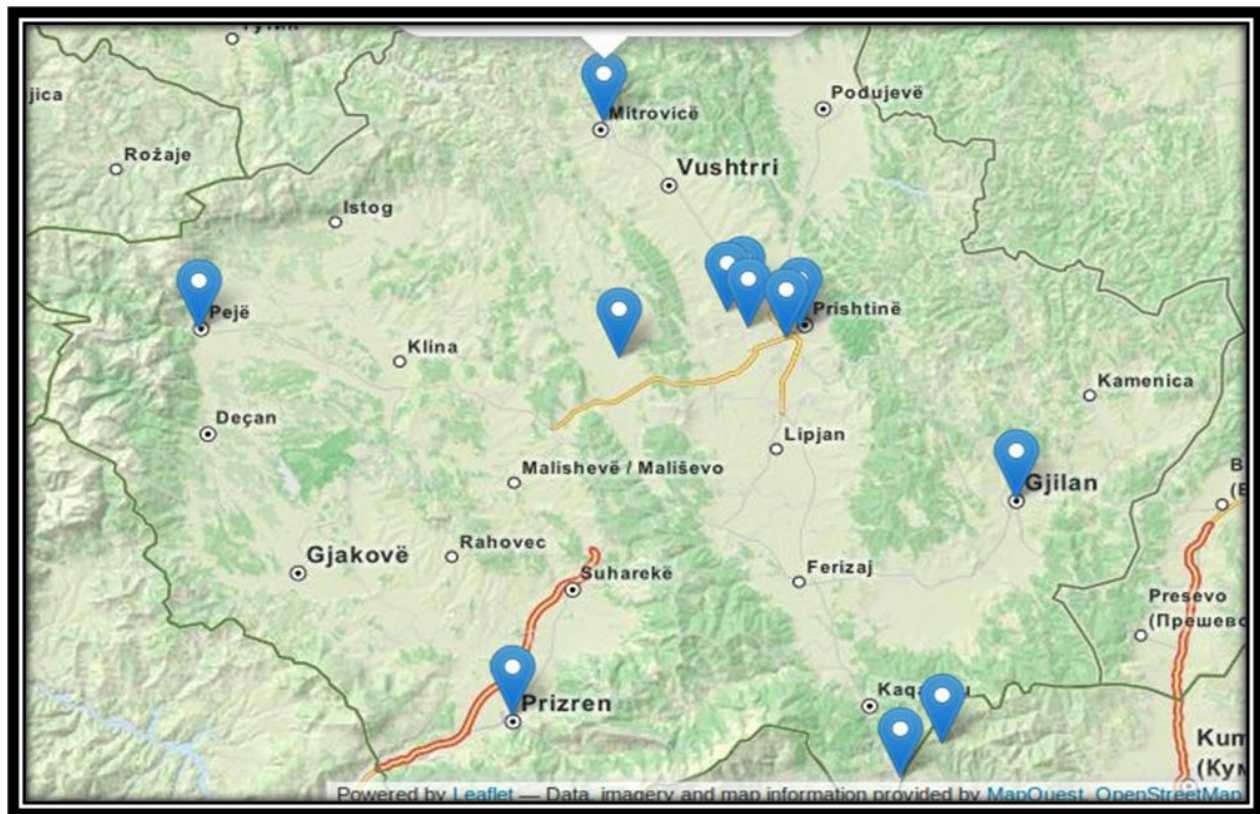 jica
Rožaje
Istog
Mitrovicë
Podujevë
Vushtrri
Pejë
Klina
Prishtinë
Kamenica
Deçan
Lipjan
Malishevë / Mališevo
Gjilan
Gjakovë
Rahovec
Suharekë
Ferizaj
Presevo
(Прешево
Prizren
Kum
(Кум
Powered by Leaflet — Data, imagery and map information provided by MapQuest, OpenStreetMap